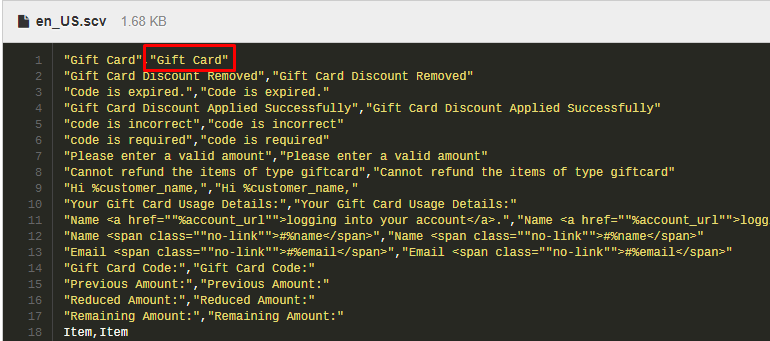 en_US.scv 1.68 KB
1 "Gift Card","Gift Card"
2 "Gift Card Discount Removed","Gift Card Discount Removed"
3 "Code is expired.","Code is expired."
4 "Gift Card Discount Applied Successfully","Gift Card Discount Applied Successfully"
5 "code is incorrect","code is incorrect"
6 "code is required","code is required"
7 "Please enter a valid amount","Please enter a valid amount"
8 "Cannot refund the items of type giftcard","Cannot refund the items of type giftcard"
9 "Hi %customer_name,","Hi %customer_name,"
10 "Your Gift Card Usage Details:","Your Gift Card Usage Details:"
11 "Name <a href=""%account_url"">logging into your account</a>.","Name <a href=""%account_url"">logg
12 "Name <span class=""no-link"">#%name</span>","Name <span class=""no-link"">#%name</span>"
13 "Email <span class=""no-link"">#%email</span>","Email <span class=""no-link"">#%email</span>"
14 "Gift Card Code:","Gift Card Code:"
15 "Previous Amount:","Previous Amount:"
16 "Reduced Amount:","Reduced Amount:"
17 "Remaining Amount:","Remaining Amount:"
18 Item,Item